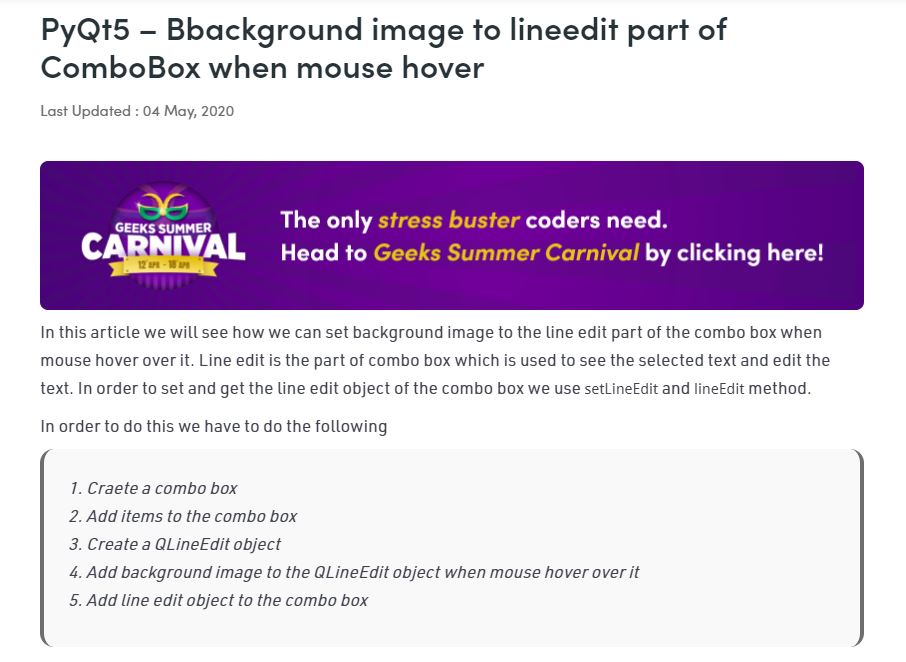 PyQt5 – Bbackground image to lineedit part of
ComboBox when mouse hover
Last Updated : 04 May, 2020
GEEKS SUMMER
CARNIVAL
12 APR - 18 APR
The only stress buster coders need.
Head to Geeks Summer Carnival by clicking here!
In this article we will see how we can set background image to the line edit part of the combo box when
mouse hover over it. Line edit is the part of combo box which is used to see the selected text and edit the
text. In order to set and get the line edit object of the combo box we use setLineEdit and lineEdit method.
In order to do this we have to do the following
1. Craete a combo box
2. Add items to the combo box
3. Create a QLineEdit object
4. Add background image to the QLineEdit object when mouse hover over it
5. Add line edit object to the combo box